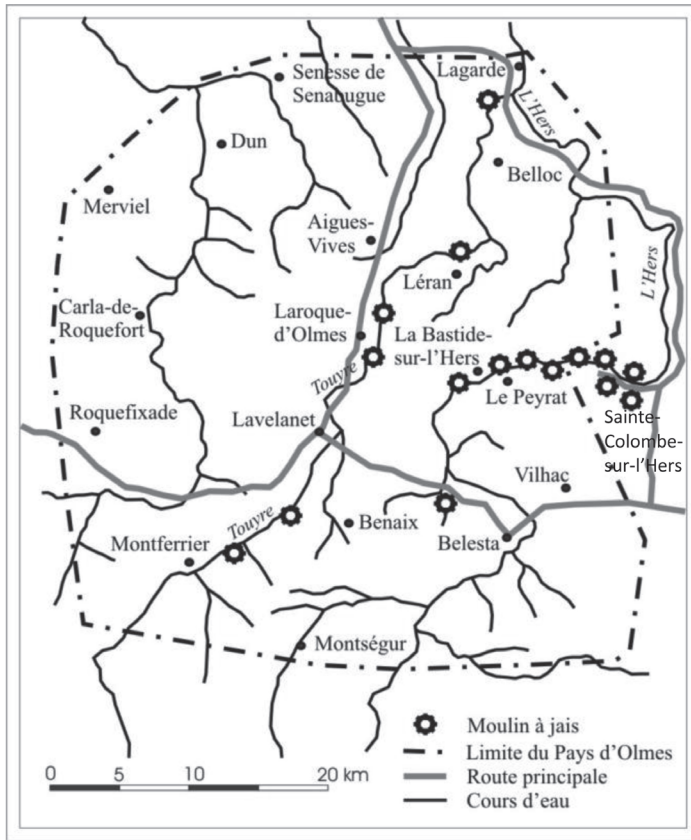 Lagarde
Senesse de
Senabugue
L'Hers
Dun
Belloc
Merviel
Aigues-
Vives
L'Hers
Léran
Carla-de-
Roquefort
Laroque-
d'Olmes
La Bastide-
sur-l'Hers
Touyre
Le Peyrat
Roquefixade
Lavelanet
Sainte-
Colombe-
sur-l'Hers
Vilhac
Touyre
Benaix
Montferrier
Belesta
Montségur
Moulin à jais
Limite du Pays d'Olmes
Route principale
Cours d'eau
0 5 10 20 km